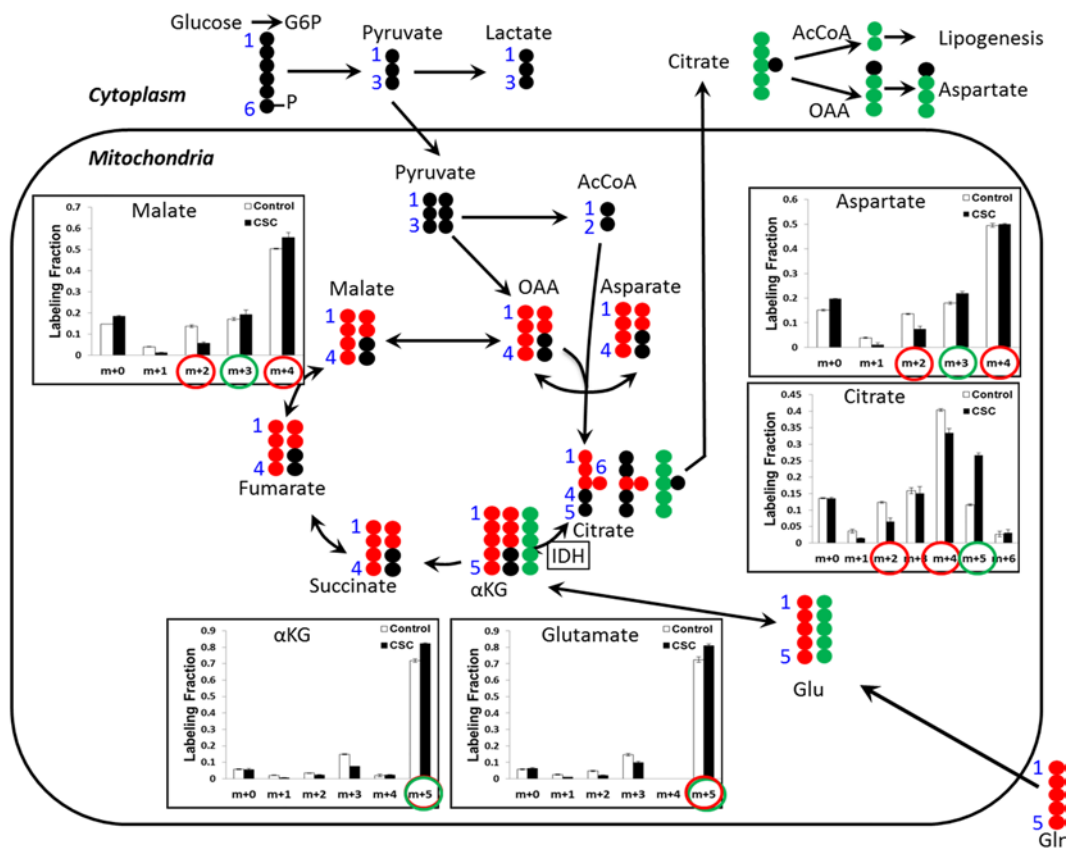 Glucose G6P
1
6
P
Pyruvate
1
3
Lactate
1
3
Cytoplasm
Citrate
AcCoA
Lipogenesis
OAA
Aspartate
Mitochondria
Pyruvate
1
3
AcCoA
1
2
Malate
Control
CSC
Labeling Fraction
0.7
0.6
0.5
0.4
0.3
0.2
0.1
0
m+0 m+1 m+2 m+3 m+4
Malate
1
4
OAA
1
4
Asparate
1
4
Aspartate
Control
CSC
Labeling Fraction
0.6
0.5
0.4
0.3
0.2
0.1
0
m+0 m+1 m+2 m+3 m+4
Citrate
Control
CSC
Labeling Fraction
0.45
0.4
0.35
0.3
0.25
0.2
0.15
0.1
0.05
0
m+0 m+1 m+2 m+3 m+4 m+5 m+6
Fumarate
1
4
Succinate
1
4
αKG
1
5
IDH
Citrate
1
6
4
5
αKG
Control
CSC
Labeling Fraction
0.9
0.8
0.7
0.6
0.5
0.4
0.3
0.2
0.1
0
m+0 m+1 m+2 m+3 m+4 m+5
Glutamate
Control
CSC
Labeling Fraction
0.9
0.8
0.7
0.6
0.5
0.4
0.3
0.2
0.1
0
m+0 m+1 m+2 m+3 m+4 m+5
1
5
Glu
1
5
Gln